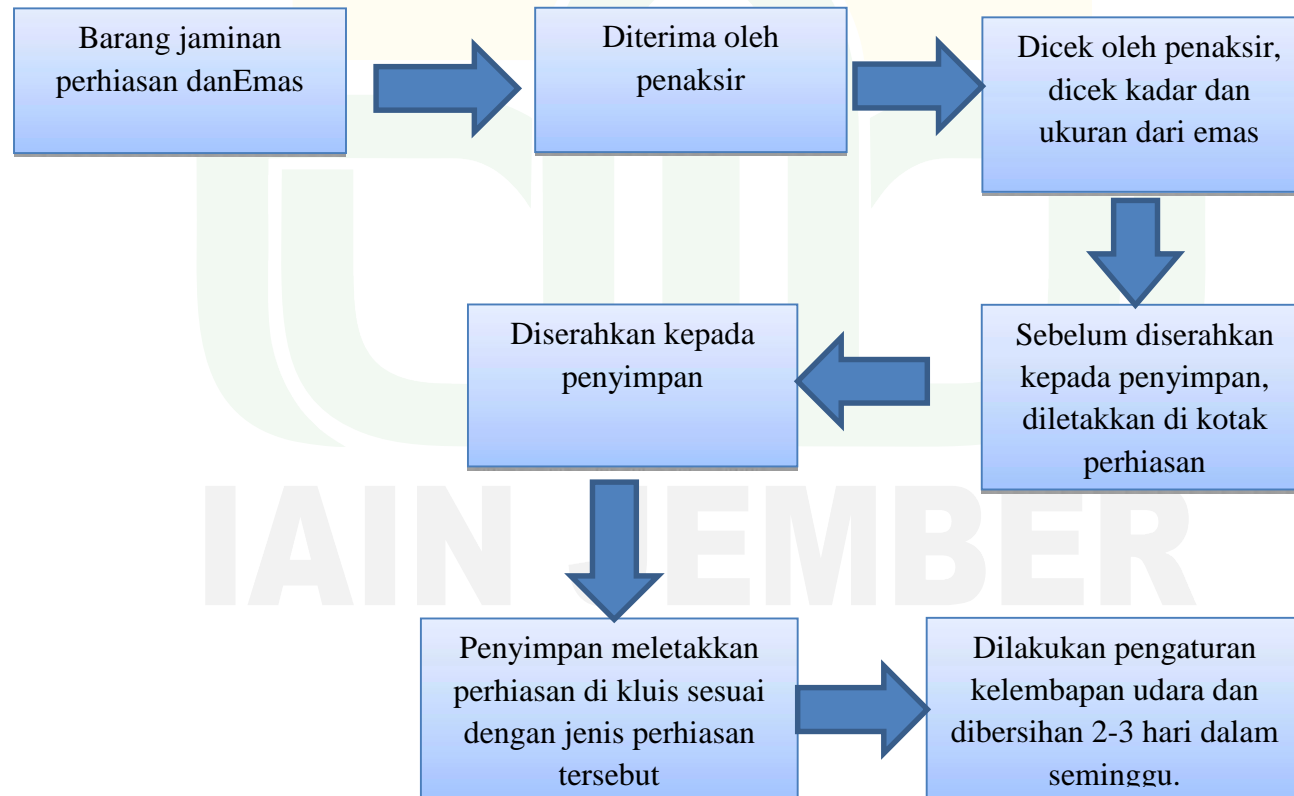 Barang jaminan
perhiasan danEmas
Diterima oleh
penaksir
Dicek oleh penaksir,
dicek kadar dan
ukuran dari emas
Sebelum diserahkan
kepada penyimpan,
diletakkan di kotak
perhiasan
Diserahkan kepada
penyimpan
Penyimpan meletakkan
perhiasan di kluis sesuai
dengan jenis perhiasan
tersebut
Dilakukan pengaturan
kelembapan udara dan
dibersihan 2-3 hari dalam
seminggu.
IAIN JEMBER